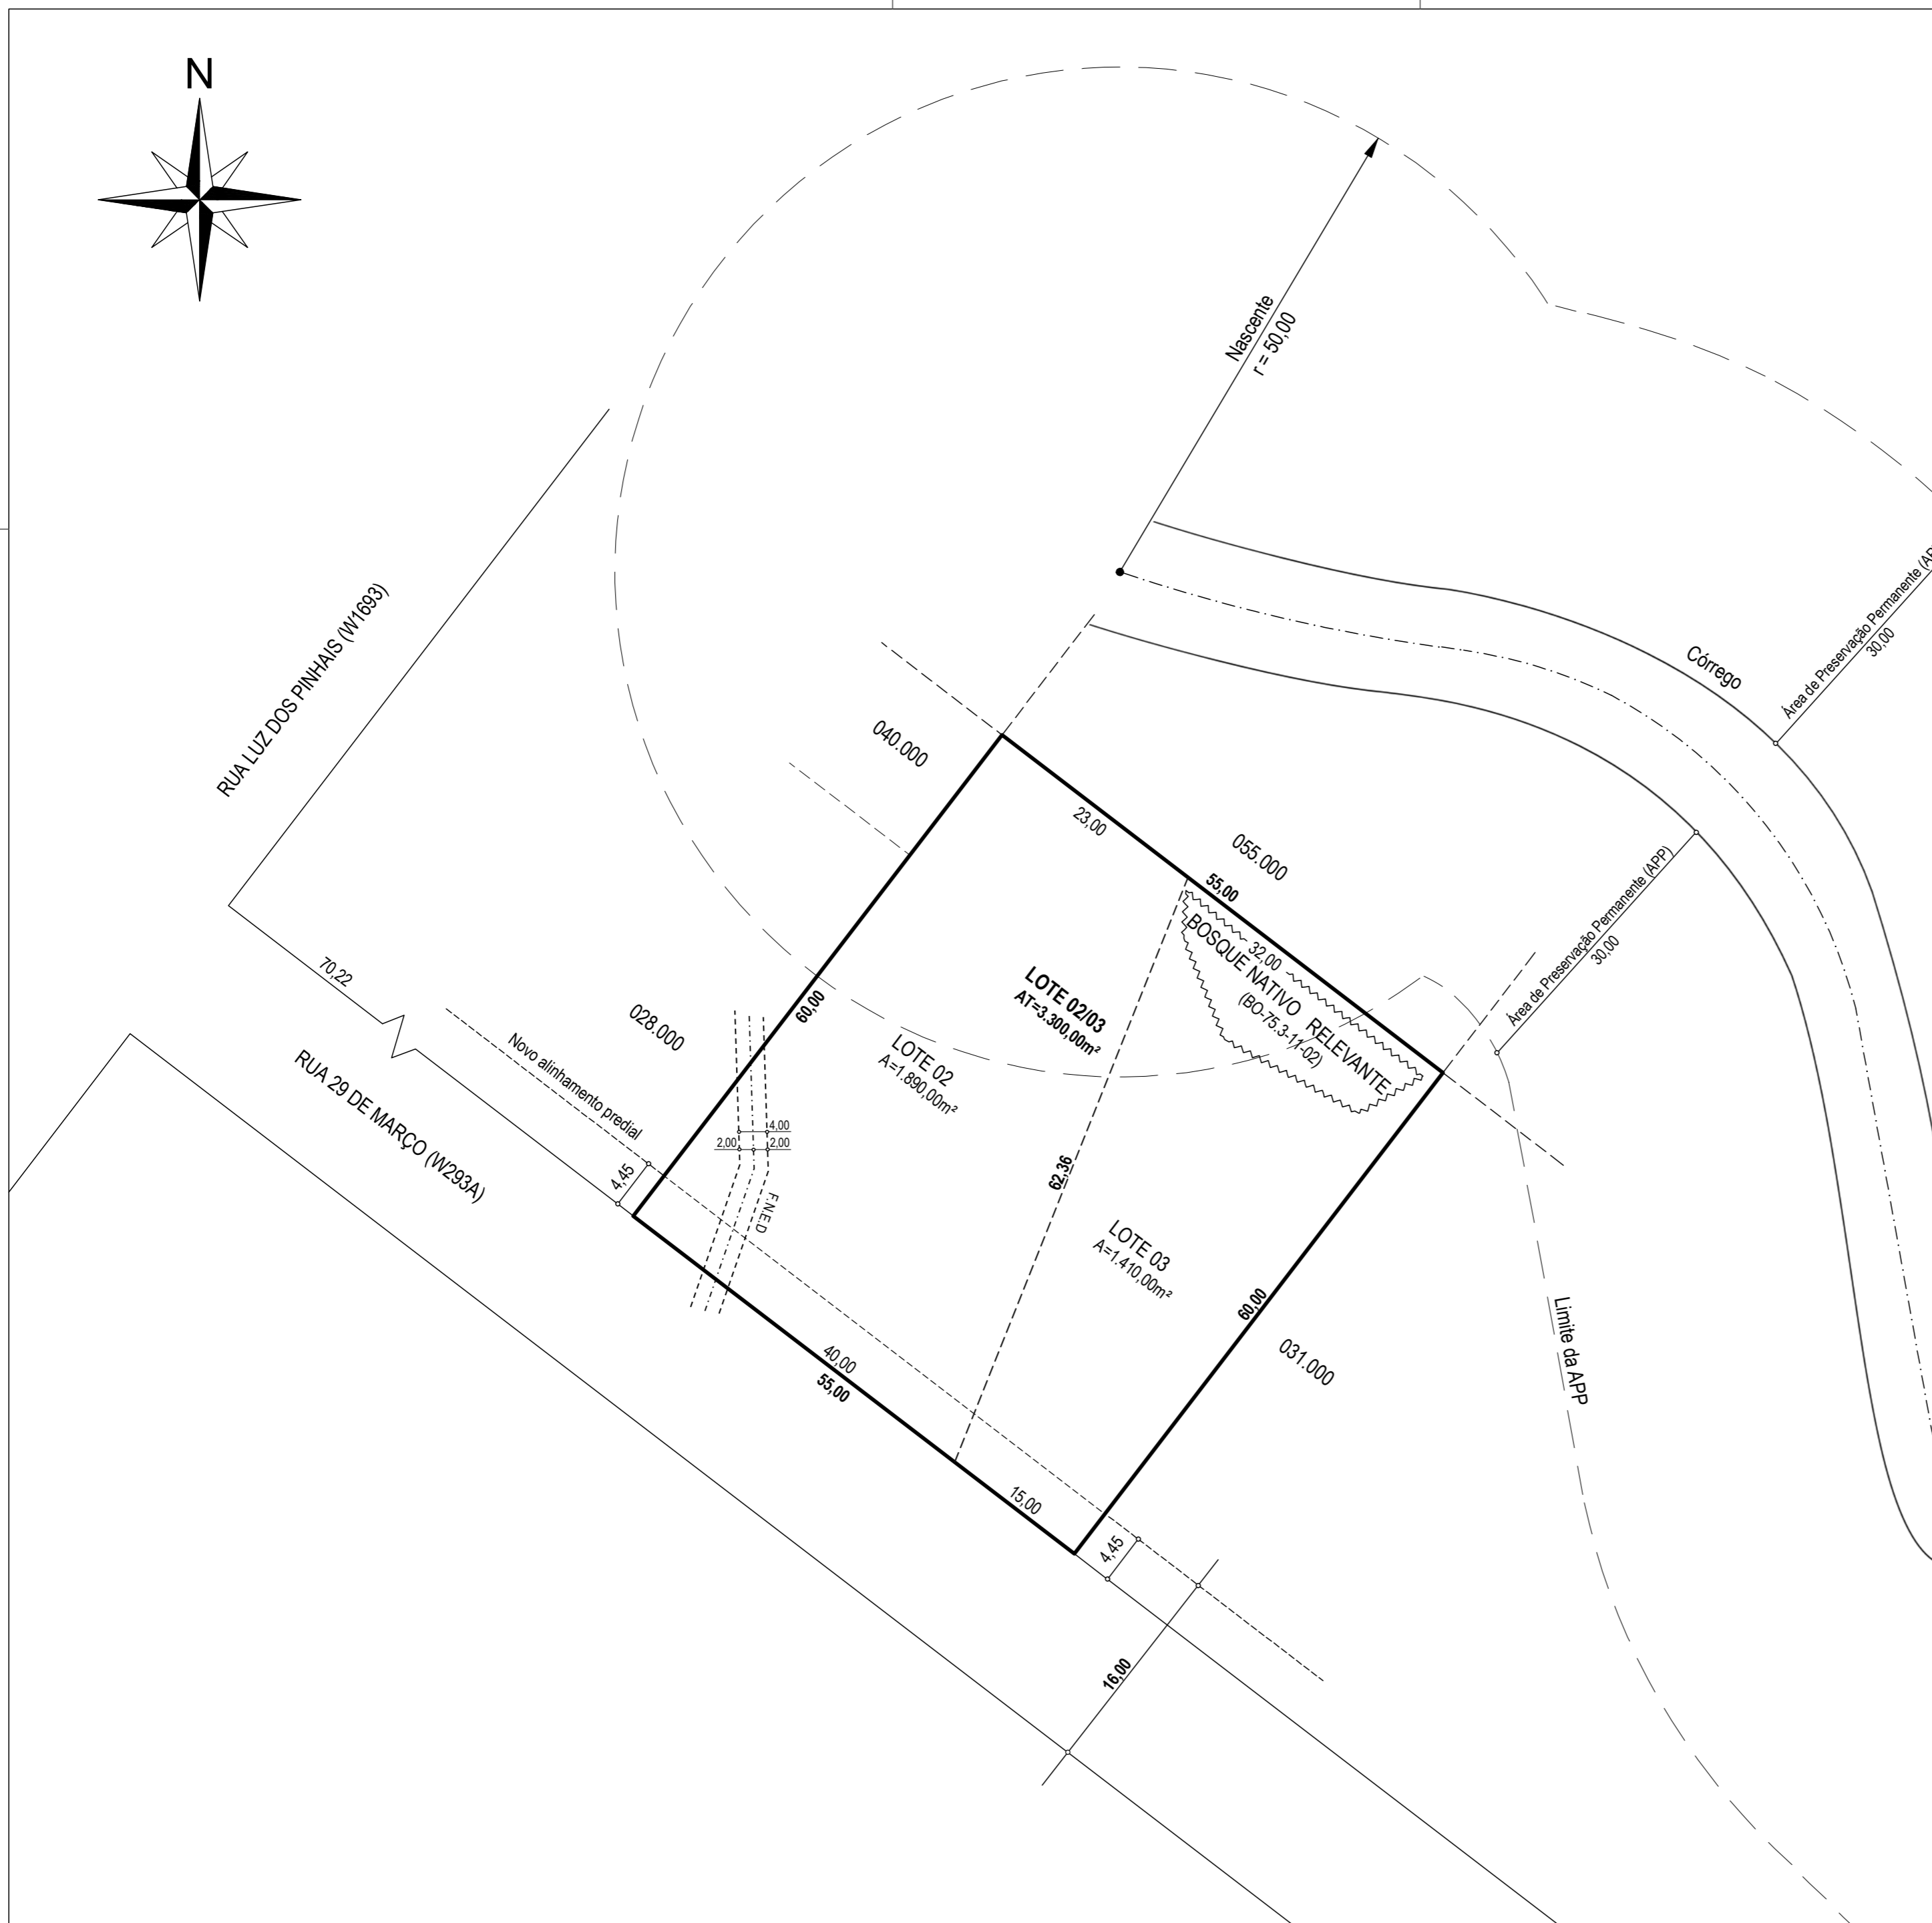 N
Nascente
r = 50,00
RUA LUZ DOS PINHAIS (W1693)
Córrego
Área de Preservação Permanente (AP
30,00
040.000
23,00
055.000
55,00
32,00
BOSQUE NATIVO RELEVANTE
(BO-75.3-11-02)
Área de Preservação Permanente (APP)
30,00
70,22
LOTE 02/03
AT=3.300,00m²
60,00
028.000
Novo alinhamento predial
LOTE 02
A=1.890,00m²
RUA 29 DE MARÇO (W293A)
4,00
2,00
2,00
4,45
F.N.E.D
62,36
LOTE 03
A=1.410,00m²
60,00
031.000
Limite da APP
40,00
55,00
15,00
4,45
16,00